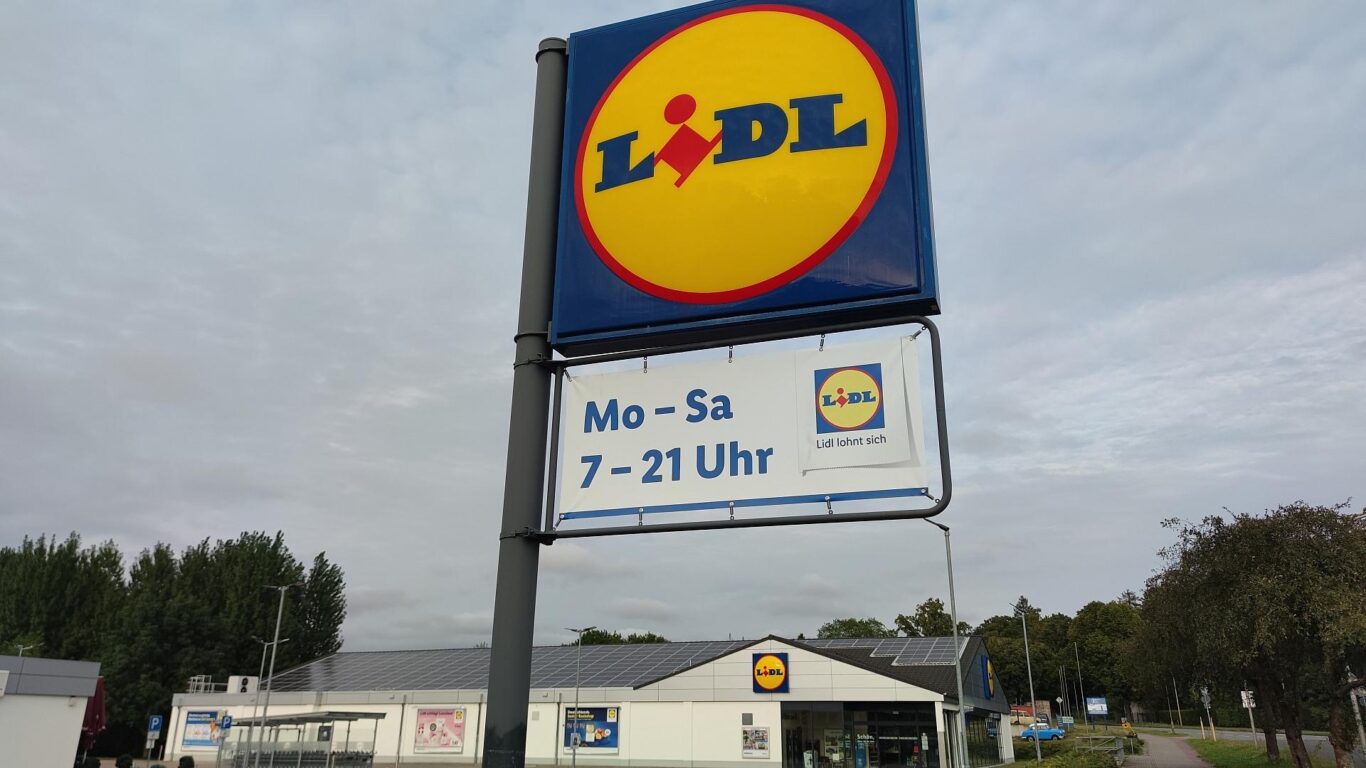 LiDL
Mo – Sa
7 – 21 Uhr
LiDL
Lidl lohnt sich
LiDL
P
P